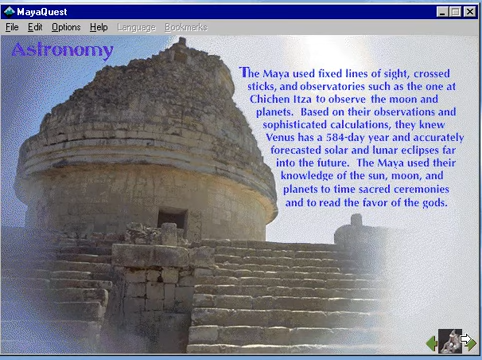 MayaQuest
File Edit Options Help Language Bookmarks
Astronomy
The Maya used fixed lines of sight, crossed
sticks, and observatories such as the one at
Chichen Itza to observe the moon and
planets. Based on their observations and
sophisticated calculations, they knew
Venus has a 584-day year and accurately
forecasted solar and lunar eclipses far
into the future. The Maya used their
knowledge of the sun, moon, and
planets to time sacred ceremonies
and to read the favor of the gods.